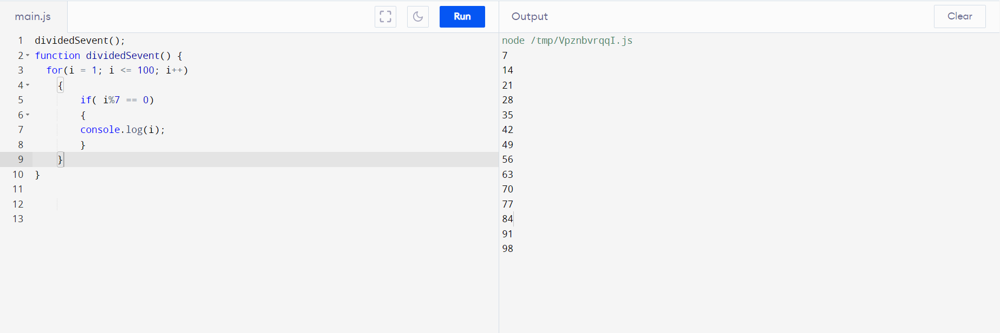 main.js
Run
1 dividedSevent();
2 function dividedSevent() {
3 for(i = 1; i <= 100; i++)
4 {
5 if( i%7 == 0)
6 {
7 console.log(i);
8 }
9 }
10 }
11
12
13
Output
Clear
node /tmp/VpznbvrqqI.js
7
14
21
28
35
42
49
56
63
70
77
84
91
98